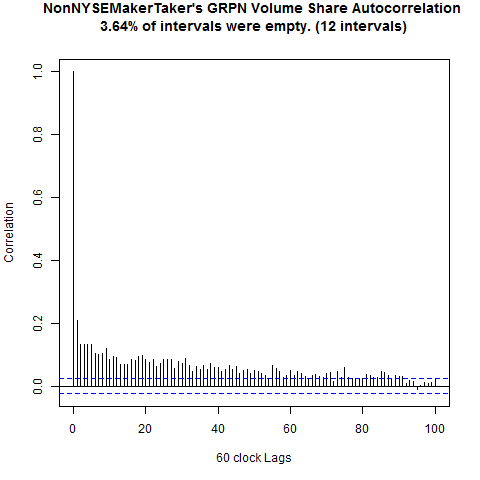 NonNYSEMakerTaker's GRPN Volume Share Autocorrelation
3.64% of intervals were empty. (12 intervals)
Correlation
1.0
0.8
0.6
0.4
0.2
0.0
0 20 40 60 80 100
60 clock Lags